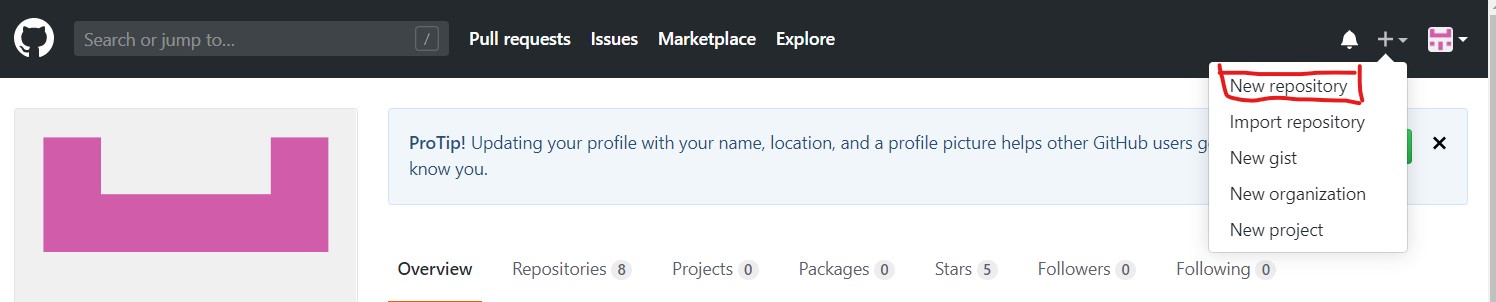 Search or jump to... /
Pull requests Issues Marketplace Explore
New repository
Import repository
New gist
New organization
New project
ProTip! Updating your profile with your name, location, and a profile picture helps other GitHub users
know you.
Overview Repositories 8 Projects 0 Packages 0 Stars 5 Followers 0 Following 0